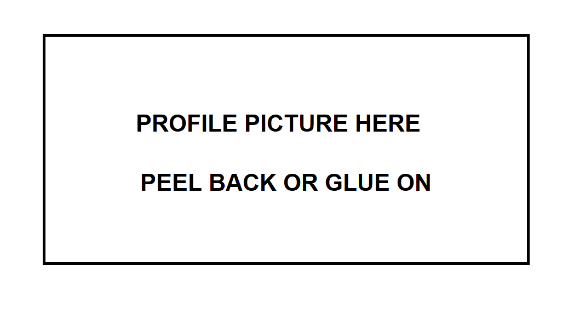 PROFILE PICTURE HERE
PEEL BACK OR GLUE ON